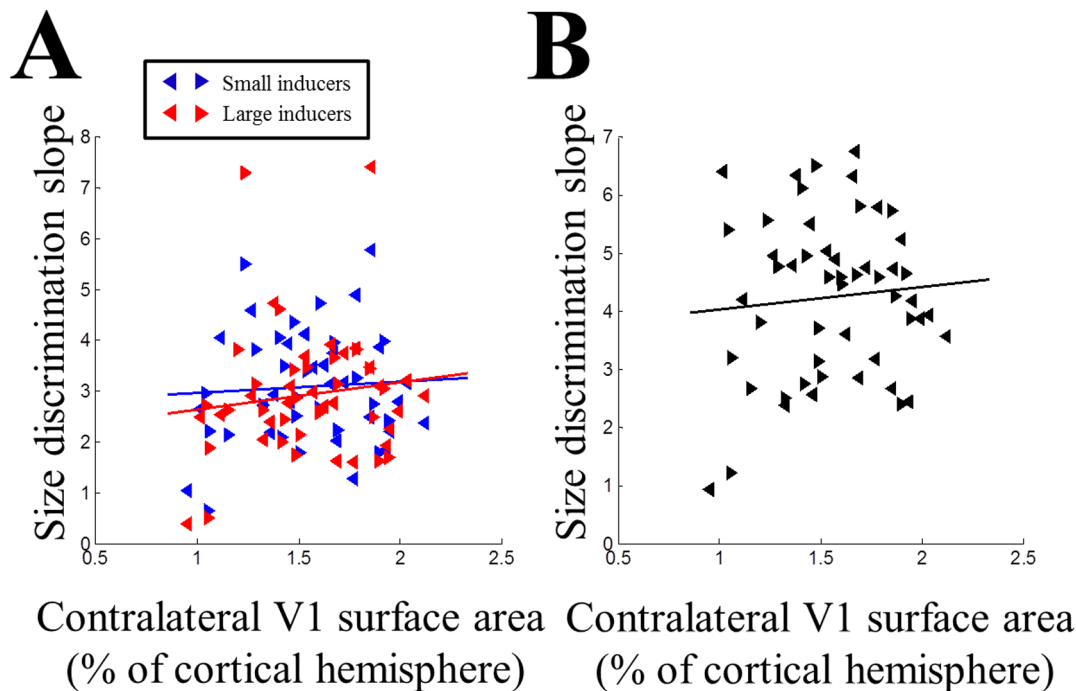 A
Small inducers
Large inducers
Size discrimination slope
8
7
6
5
4
3
2
1
0
0.5
1
1.5
2
2.5
Contralateral V1 surface area
(% of cortical hemisphere)
B
Size discrimination slope
7
6
5
4
3
2
1
0
0.5
1
1.5
2
2.5
Contralateral V1 surface area
(% of cortical hemisphere)